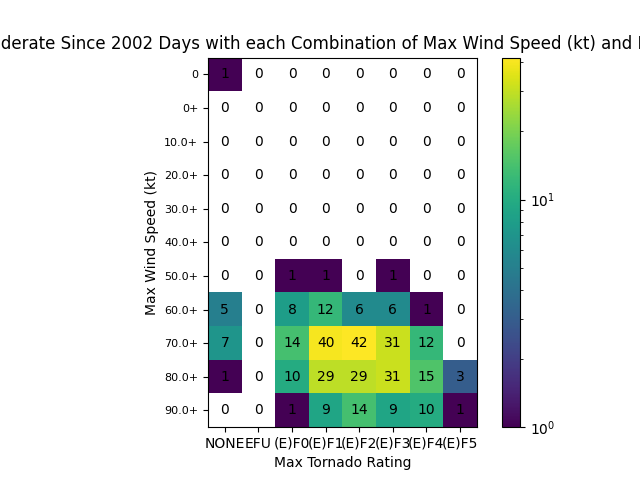 derate Since 2002 Days with each Combination of Max Wind Speed (kt) and
Max Wind Speed (kt)
0 1 0 0 0 0 0 0 0
0+ 0 0 0 0 0 0 0 0
10.0+ 0 0 0 0 0 0 0 0
20.0+ 0 0 0 0 0 0 0 0
30.0+ 0 0 0 0 0 0 0 0
40.0+ 0 0 0 0 0 0 0 0
50.0+ 0 0 1 1 0 1 0 0
60.0+ 5 0 8 12 6 6 1 0
70.0+ 7 0 14 40 42 31 12 0
80.0+ 1 0 10 29 29 31 15 3
90.0+ 0 0 1 9 14 9 10 1
NONE EFU (E)F0 (E)F1 (E)F2 (E)F3 (E)F4 (E)F5
Max Tornado Rating
10^1
10^0